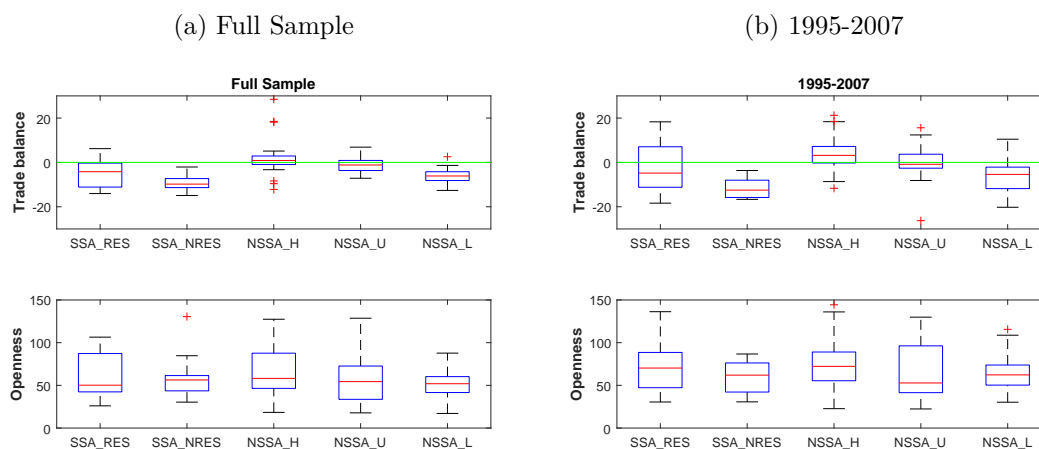 (a) Full Sample
(b) 1995-2007
Full Sample
Trade balance
20
0
-20
SSA_RES SSA_NRES NSSA_H NSSA_U NSSA_L
1995-2007
Trade balance
20
0
-20
SSA_RES SSA_NRES NSSA_H NSSA_U NSSA_L
Openness
150
100
50
0
SSA_RES SSA_NRES NSSA_H NSSA_U NSSA_L
Openness
150
100
50
0
SSA_RES SSA_NRES NSSA_H NSSA_U NSSA_L